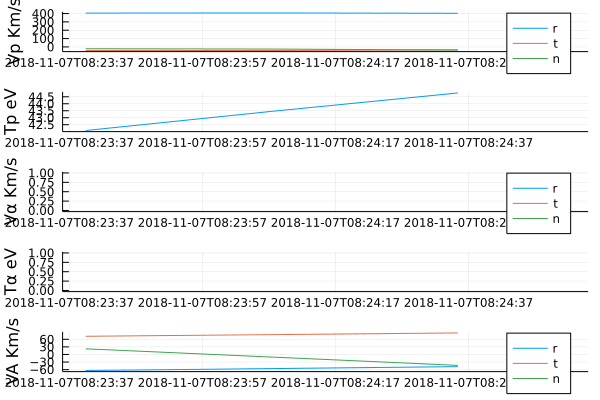 Vp Km/s
400
300
200
100
0
2018-11-07T08:23:37 2018-11-07T08:23:57 2018-11-07T08:24:17 2018-11-07T08:2
r
t
n
Tp eV
44.5
44.0
43.5
43.0
42.5
2018-11-07T08:23:37 2018-11-07T08:23:57 2018-11-07T08:24:17 2018-11-07T08:24:37
Vα Km/s
1.00
0.75
0.50
0.25
0.00
2018-11-07T08:23:37 2018-11-07T08:23:57 2018-11-07T08:24:17 2018-11-07T08:2
r
t
n
Tα eV
1.00
0.75
0.50
0.25
0.00
2018-11-07T08:23:37 2018-11-07T08:23:57 2018-11-07T08:24:17 2018-11-07T08:24:37
VA Km/s
60
30
0
−30
−60
2018-11-07T08:23:37 2018-11-07T08:23:57 2018-11-07T08:24:17 2018-11-07T08:2
r
t
n